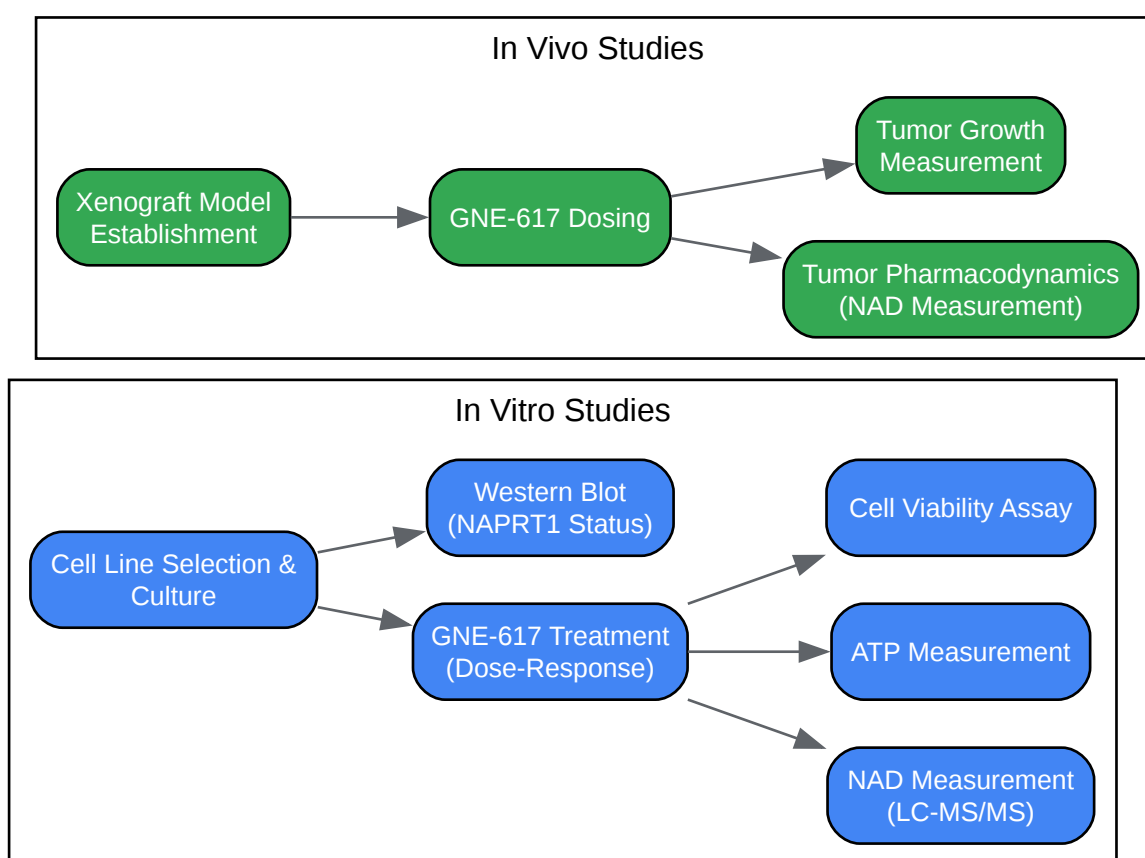 In Vivo Studies
Xenograft Model
Establishment
GNE-617 Dosing
Tumor Growth
Measurement
Tumor Pharmacodynamics
(NAD Measurement)
In Vitro Studies
Cell Line Selection &
Culture
Western Blot
(NAPRT1 Status)
GNE-617 Treatment
(Dose-Response)
Cell Viability Assay
ATP Measurement
NAD Measurement
(LC-MS/MS)